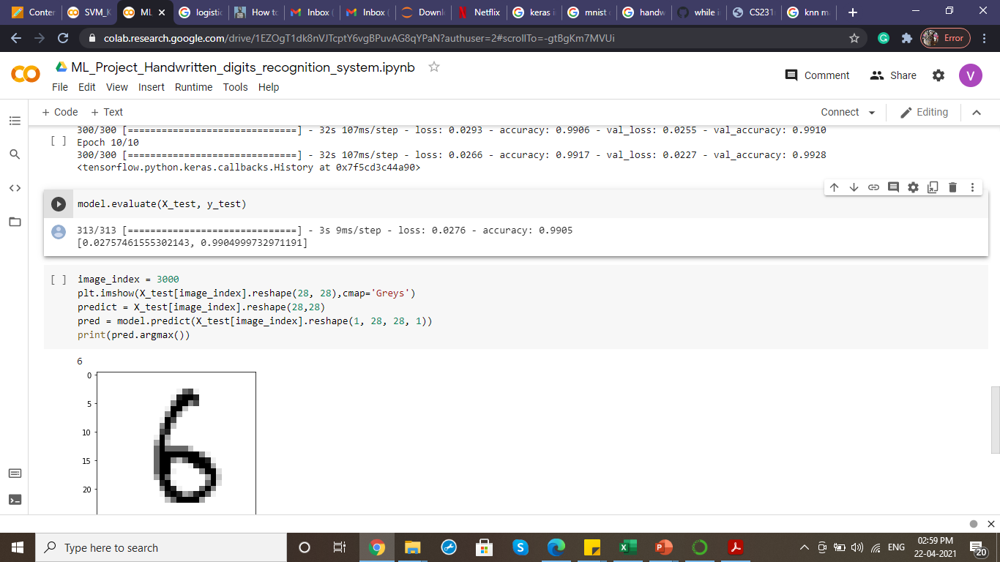 Conten
SVM_K
ML
logistic
How to
Inbox (
Inbox (
Downl
Netflix
keras i
mnist c
handw
while i
CS231
knn m
colab.research.google.com/drive/1EZOgT1dk8nVJTcptY6vgBPuvAG8qYPaN?authuser=2#scrollTo=-gtBgKm7MVUi
Error
ML_Project_Handwritten_digits_recognition_system.ipynb
File Edit View Insert Runtime Tools Help
Comment Share V
+ Code + Text
Connect Editing
300/300 [==============================] - 32s 107ms/step - loss: 0.0293 - accuracy: 0.9906 - val_loss: 0.0255 - val_accuracy: 0.9910
[ ] Epoch 10/10
300/300 [==============================] - 32s 107ms/step - loss: 0.0266 - accuracy: 0.9917 - val_loss: 0.0227 - val_accuracy: 0.9928
<tensorflow.python.keras.callbacks.History at 0x7f5cd3c44a90>
model.evaluate(X_test, y_test)
313/313 [==============================] - 3s 9ms/step - loss: 0.0276 - accuracy: 0.9905
[0.02757461555302143, 0.9904999732971191]
[ ] image_index = 3000
plt.imshow(X_test[image_index].reshape(28, 28),cmap='Greys')
predict = X_test[image_index].reshape(28,28)
pred = model.predict(X_test[image_index].reshape(1, 28, 28, 1))
print(pred.argmax())
6
0
5
10
15
20
6
Type here to search
ENG
02:59 PM
22-04-2021
20